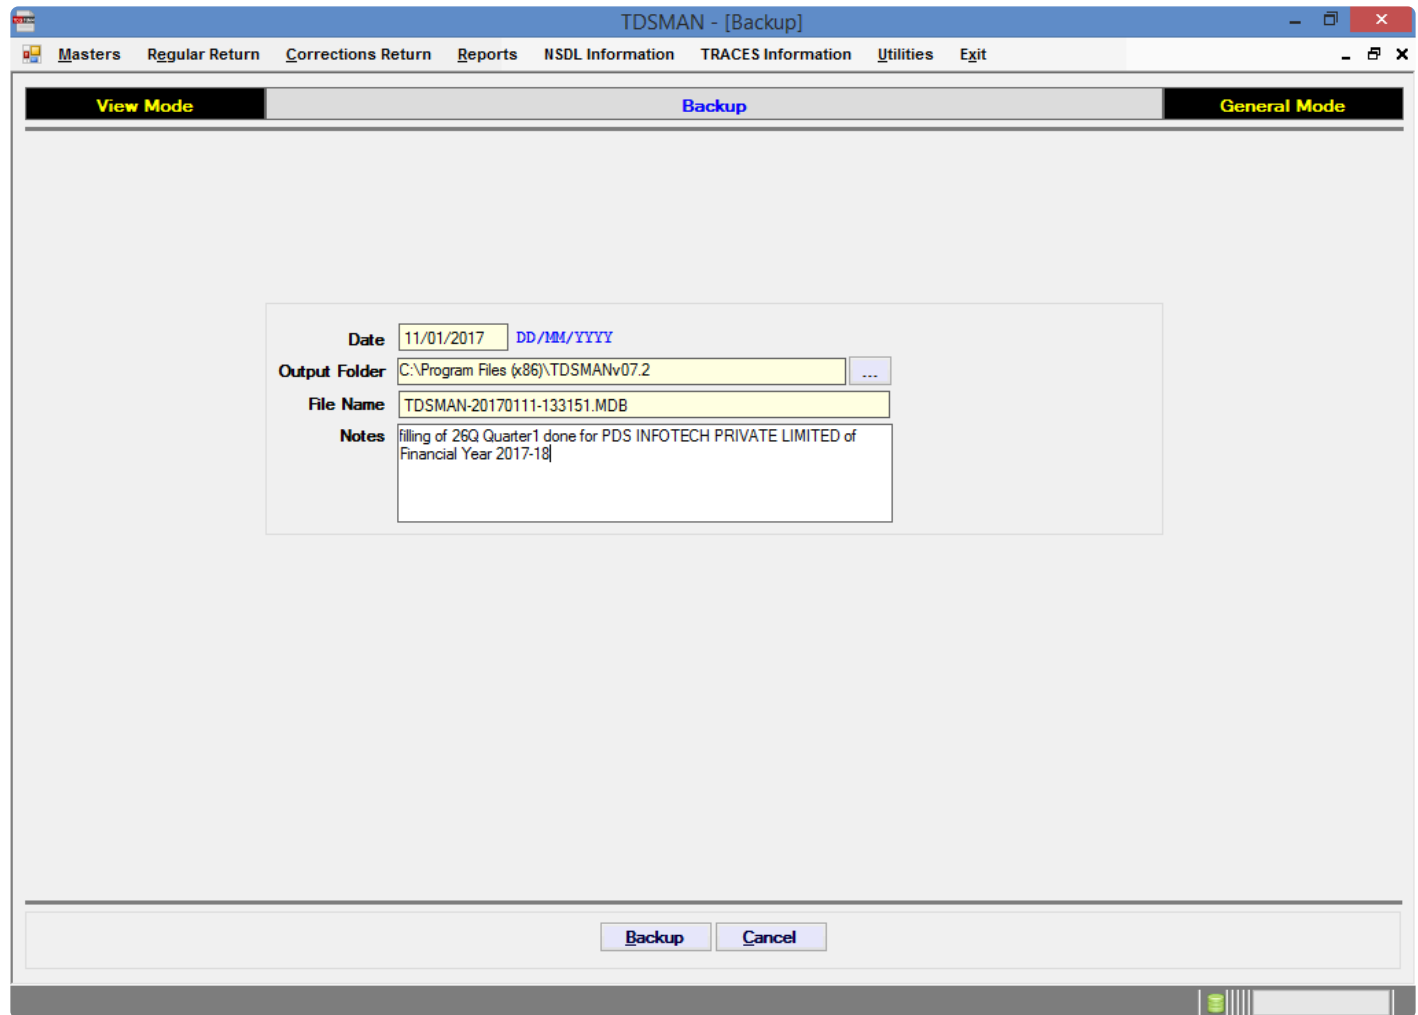 TDSMAN - [Backup]
Masters Regular Return Corrections Return Reports NSDL Information TRACES Information Utilities Exit
View Mode Backup General Mode
Date 11/01/2017 DD/MM/YYYY
Output Folder C:\Program Files (x86)\TDSMANv07.2 ...
File Name TDSMAN-20170111-133151.MDB
Notes filling of 26Q Quarter1 done for PDS INFOTECH PRIVATE LIMITED of
Financial Year 2017-18
Backup Cancel